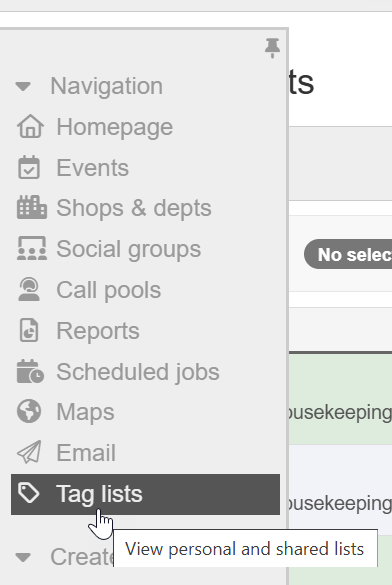 ts
Navigation
Homepage
Events
Shops & depts
No selec
Social groups
Call pools
Reports
Scheduled jobs
Maps
ousekeeping
Email
Tag lists
ousekeeping
View personal and shared lists
Create